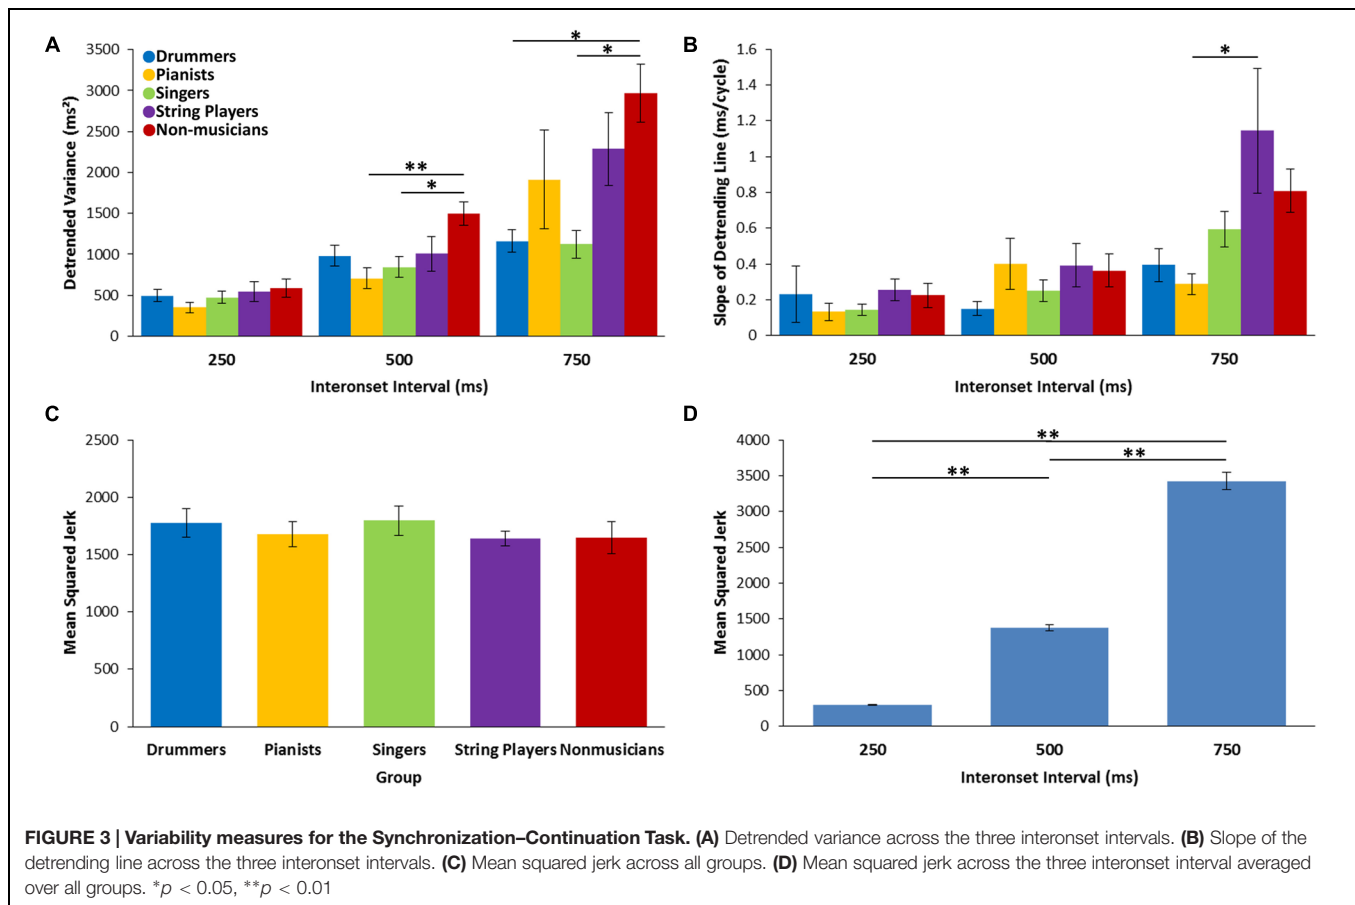 A
Detrended Variance (ms²)
3500
3000
2500
2000
1500
1000
500
0
Drummers
Pianists
Singers
String Players
Non-musicians
**
*
*
*
250 500 750
Interonset Interval (ms)
B
Slope of Detrending Line (ms/cycle)
1.6
1.4
1.2
1
0.8
0.6
0.4
0.2
0
*
250 500 750
Interonset Interval (ms)
C
Mean Squared Jerk
2500
2000
1500
1000
500
0
Drummers Pianists Singers String Players Nonmusicians
Group
D
Mean Squared Jerk
4000
3500
3000
2500
2000
1500
1000
500
0
**
**
**
250 500 750
Interonset Interval (ms)
FIGURE 3 | Variability measures for the Synchronization–Continuation Task. (A) Detrended variance across the three interonset intervals. (B) Slope of the
detrending line across the three interonset intervals. (C) Mean squared jerk across all groups. (D) Mean squared jerk across the three interonset interval averaged
over all groups. *p < 0.05, **p < 0.01